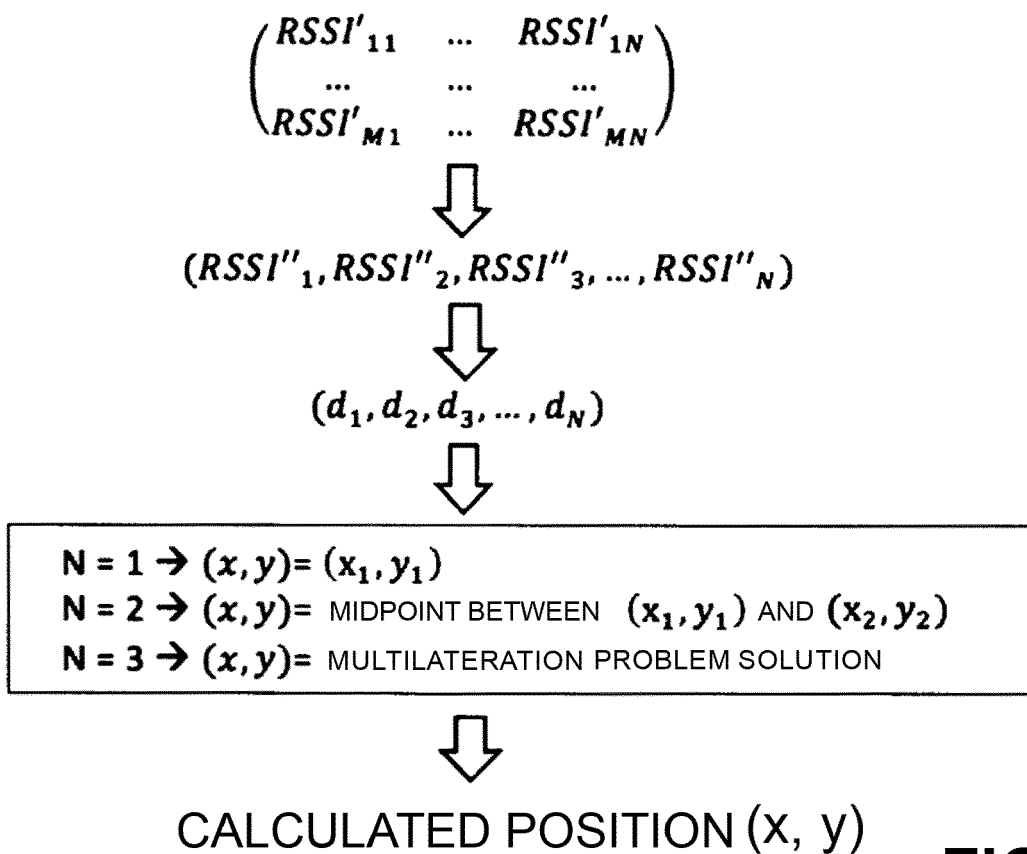 RSSI'₁₁ ... RSSI'₁N
... ... ...
RSSI'M₁ ... RSSI'MN
(RSSI''₁, RSSI''₂, RSSI''₃, ..., RSSI''N)
(d₁, d₂, d₃, ..., dN)
N = 1 → (x, y)= (x₁, y₁)
N = 2 → (x, y)= MIDPOINT BETWEEN (x₁, y₁) AND (x₂, y₂)
N = 3 → (x, y)= MULTILATERATION PROBLEM SOLUTION
CALCULATED POSITION (x, y)